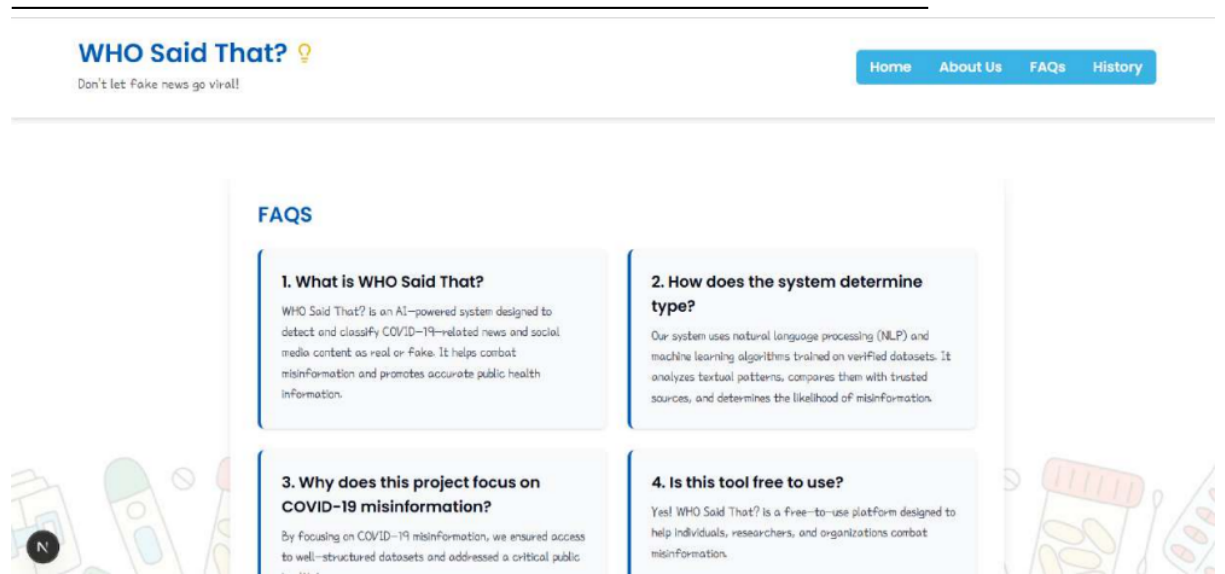 WHO Said That?
Don't let fake news go viral!
Home About Us FAQs History
FAQS
1. What is WHO Said That?
WHO Said That? is an AI-powered system designed to
detect and classify COVID-19-related news and social
media content as real or fake. It helps combat
misinformation and promotes accurate public health
information.
2. How does the system determine
type?
Our system uses natural language processing (NLP) and
machine learning algorithms trained on verified datasets. It
analyzes textual patterns, compares them with trusted
sources, and determines the likelihood of misinformation.
3. Why does this project focus on
COVID-19 misinformation?
By focusing on COVID-19 misinformation, we ensured access
to well-structured datasets and addressed a critical public
4. Is this tool free to use?
Yes! WHO Said That? is a free-to-use platform designed to
help individuals, researchers, and organizations combat
misinformation.
N